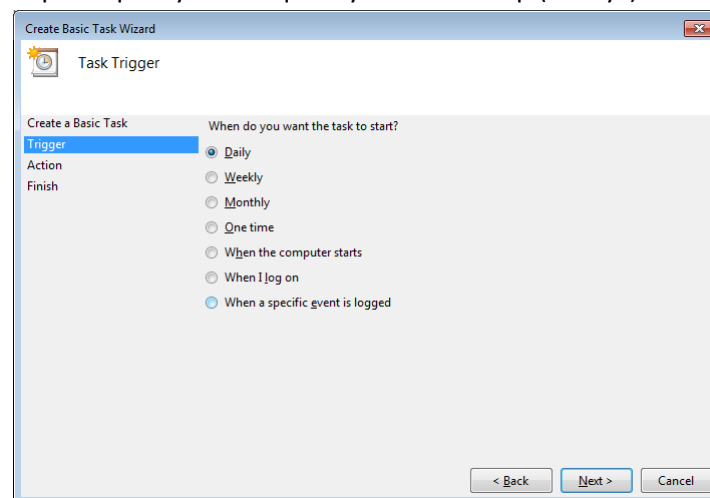 Create Basic Task Wizard
Task Trigger
Create a Basic Task
Trigger
Action
Finish
When do you want the task to start?
Daily
Weekly
Monthly
One time
When the computer starts
When I log on
When a specific event is logged
< Back
Next >
Cancel